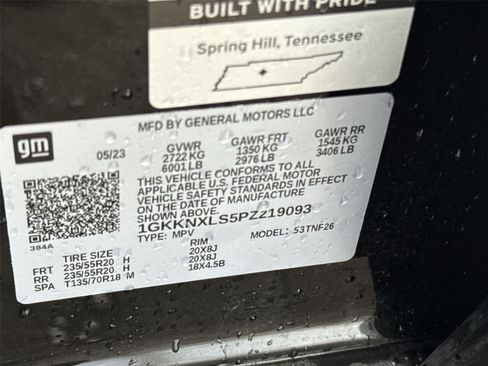 BUILT WITH PRIDE
Spring Hill, Tennessee
gm
MFD BY GENERAL MOTORS LLC
05/23
GVWR GAWR FRT GAWR RR
2722 KG 1350 KG 1545 KG
6001 LB 2976 LB 3406 LB
THIS VEHICLE CONFORMS TO ALL
APPLICABLE U.S. FEDERAL MOTOR
VEHICLE SAFETY STANDARDS IN EFFECT
ON THE DATE OF MANUFACTURE
SHOWN ABOVE.
1GKKNXLS5PZZ19093
384A
TYPE: MPV MODEL: 53TNF26
TIRE SIZE RIM
FRT 235/55R20 H 20X8J
RR 235/55R20 H 20X8J
SPA T135/70R18 M 18X4.5B